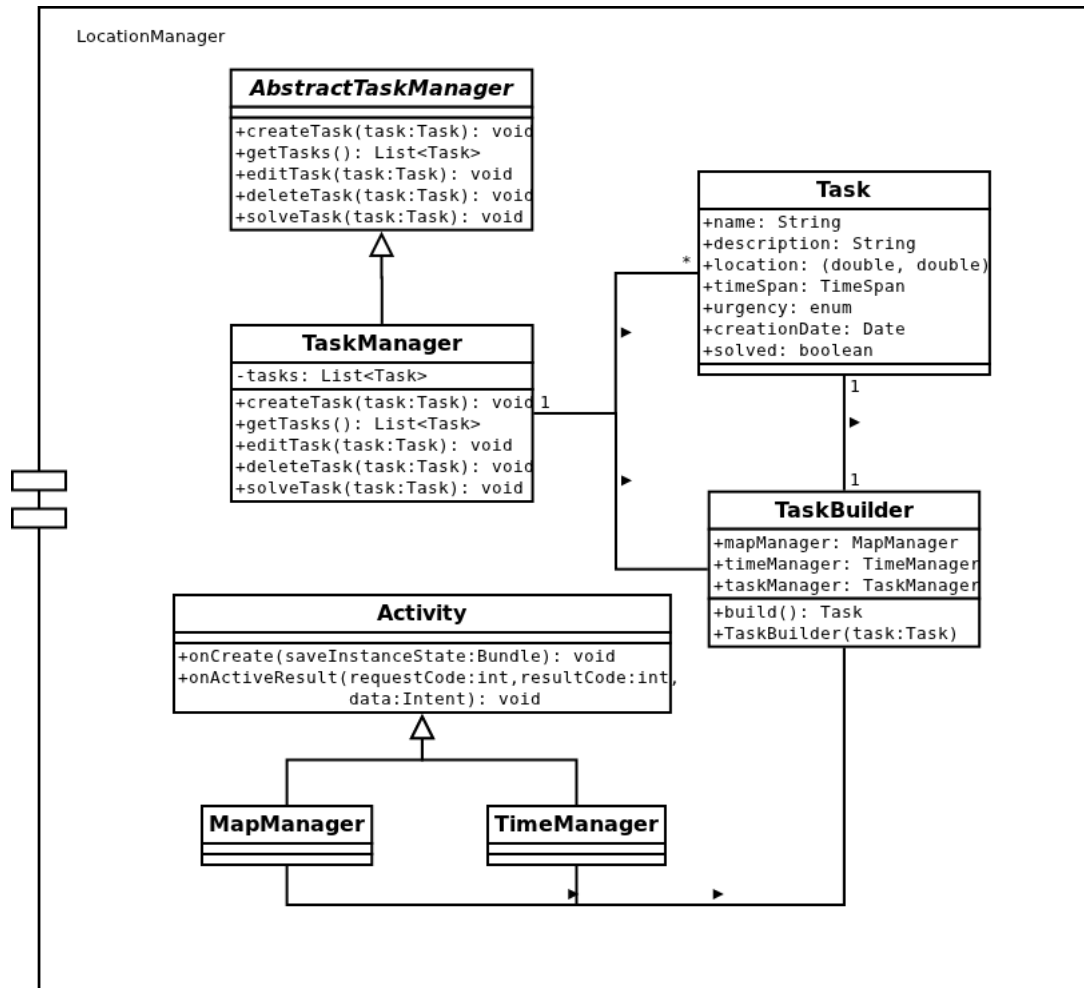 LocationManager
AbstractTaskManager
+createTask(task:Task): void
+getTasks(): List<Task>
+editTask(task:Task): void
+deleteTask(task:Task): void
+solveTask(task:Task): void
Task
+name: String
+description: String
+location: (double, double)
+timeSpan: TimeSpan
+urgency: enum
+creationDate: Date
+solved: boolean
*
TaskManager
-tasks: List<Task>
+createTask(task:Task): void
+getTasks(): List<Task>
+editTask(task:Task): void
+deleteTask(task:Task): void
+solveTask(task:Task): void
1
1
1
TaskBuilder
+mapManager: MapManager
+timeManager: TimeManager
+taskManager: TaskManager
+build(): Task
+TaskBuilder(task:Task)
Activity
+onCreate(saveInstanceState:Bundle): void
+onActiveResult(requestCode:int,resultCode:int,
data:Intent): void
MapManager
TimeManager